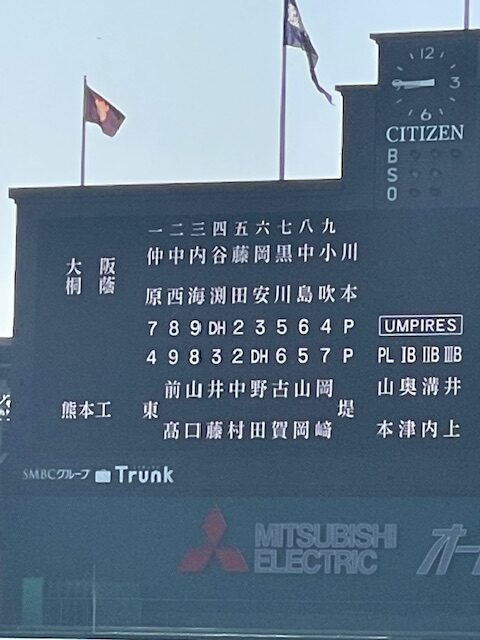 12
9 3
6
CITIZEN
B
S
O
一二三四五六七八九
大阪 仲中内谷藤岡黒中小川
桐蔭 原西海渕田安川島吹本
7 8 9 DH 2 3 5 6 4 P UMPIRES
4 9 8 3 2 DH 6 5 7 P PL ⅠB ⅡB ⅢB
前山井中野古山岡 山奥溝井
熊本工 東 堤
髙口藤村田賀岡﨑 本津内上
SMBCグループ Trunk
MITSUBISHI
ELECTRIC
オー